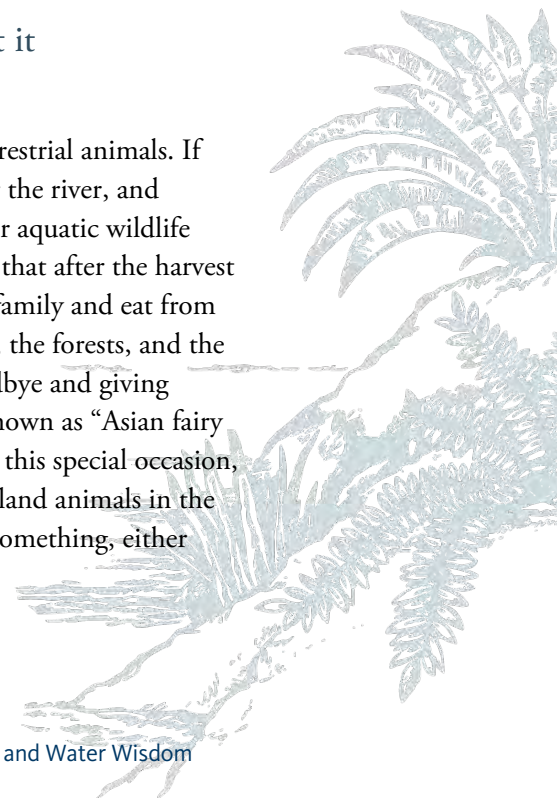 t it
restrial animals. If
the river, and
r aquatic wildlife
that after the harvest
family and eat from
the forests, and the
dbye and giving
nown as “Asian fairy
this special occasion,
land animals in the
omething, either
and Water Wisdom